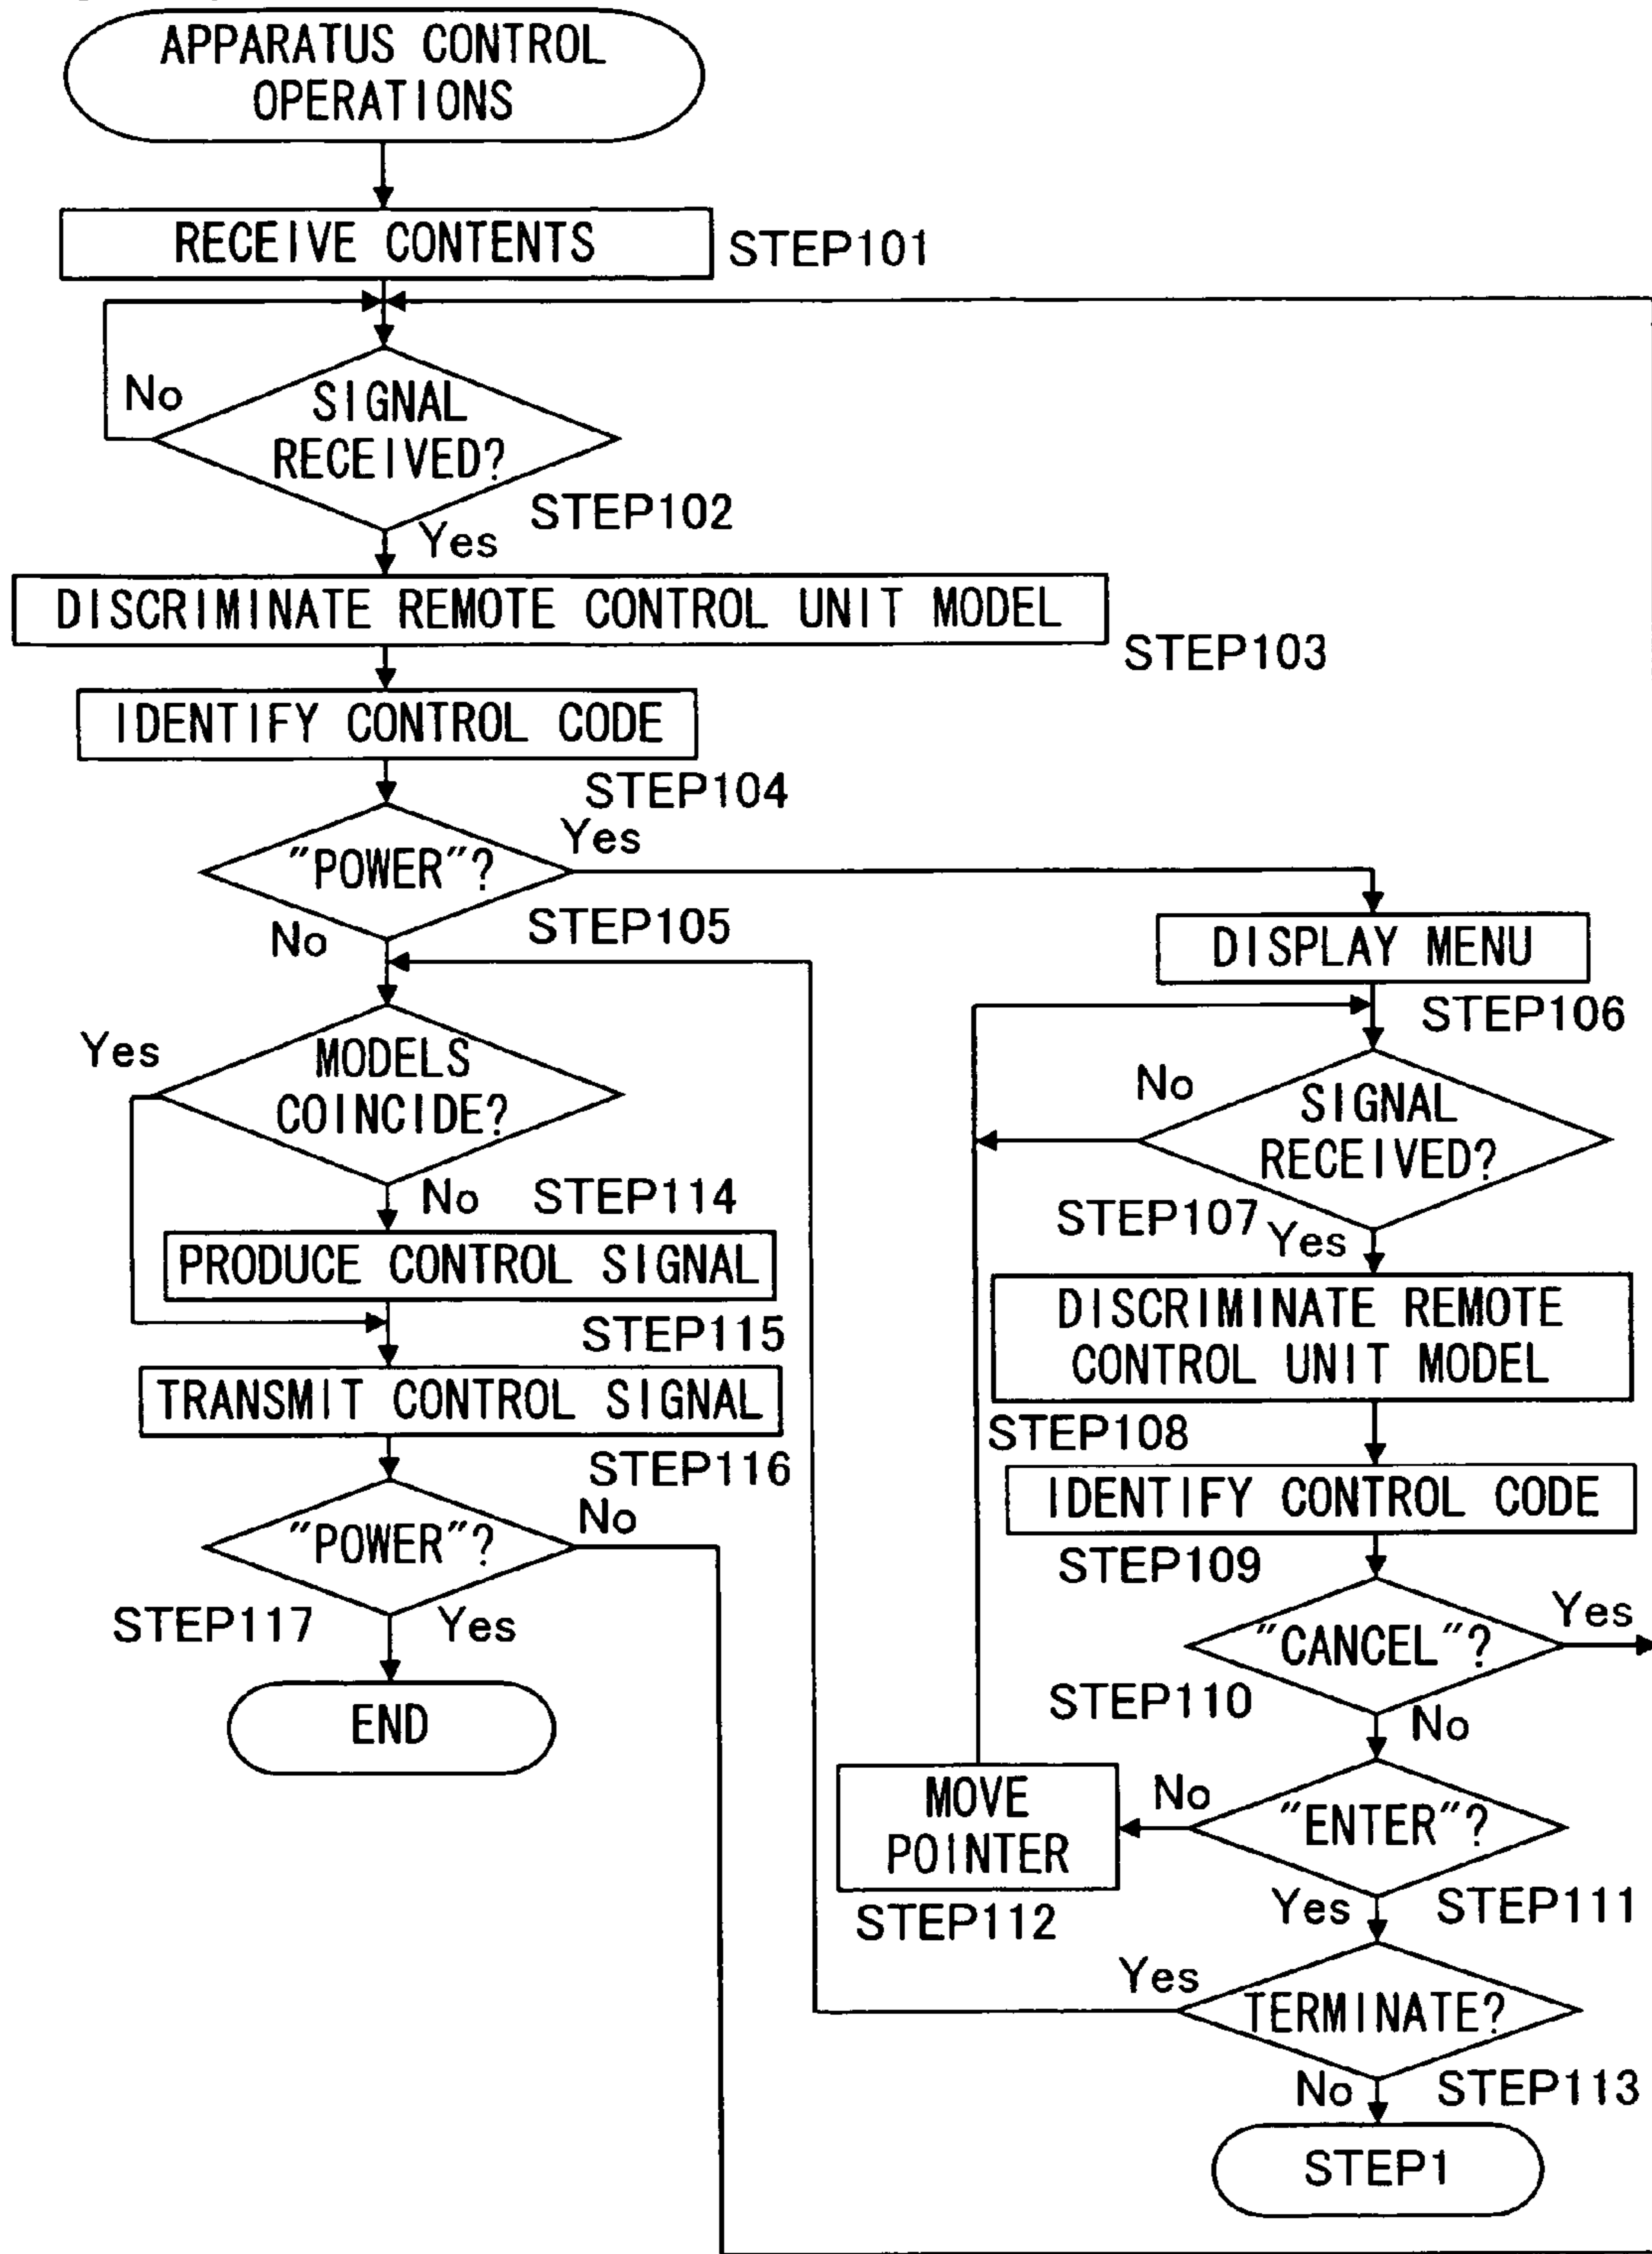 APPARATUS CONTROL
OPERATIONS
RECEIVE CONTENTS
STEP101
No
SIGNAL
RECEIVED?
STEP102
Yes
DISCRIMINATE REMOTE CONTROL UNIT MODEL
STEP103
IDENTIFY CONTROL CODE
STEP104
"POWER"?
Yes
STEP105
No
MODELS
COINCIDE?
Yes
No
STEP114
PRODUCE CONTROL SIGNAL
STEP115
TRANSMIT CONTROL SIGNAL
STEP116
"POWER"?
No
STEP117
Yes
END
DISPLAY MENU
STEP106
No
SIGNAL
RECEIVED?
STEP107
Yes
DISCRIMINATE REMOTE
CONTROL UNIT MODEL
STEP108
IDENTIFY CONTROL CODE
STEP109
"CANCEL"?
Yes
STEP110
No
"ENTER"?
No
MOVE
POINTER
STEP112
Yes
STEP111
TERMINATE?
Yes
No
STEP113
STEP1